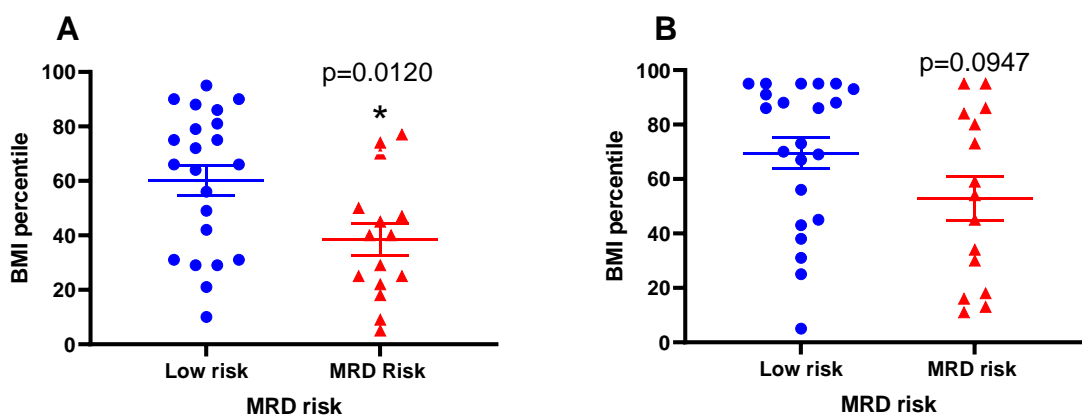 A
p=0.0120
*
BMI percentile
100
80
60
40
20
0
Low risk
MRD Risk
MRD risk
B
p=0.0947
BMI percentile
100
80
60
40
20
0
Low risk
MRD risk
MRD risk